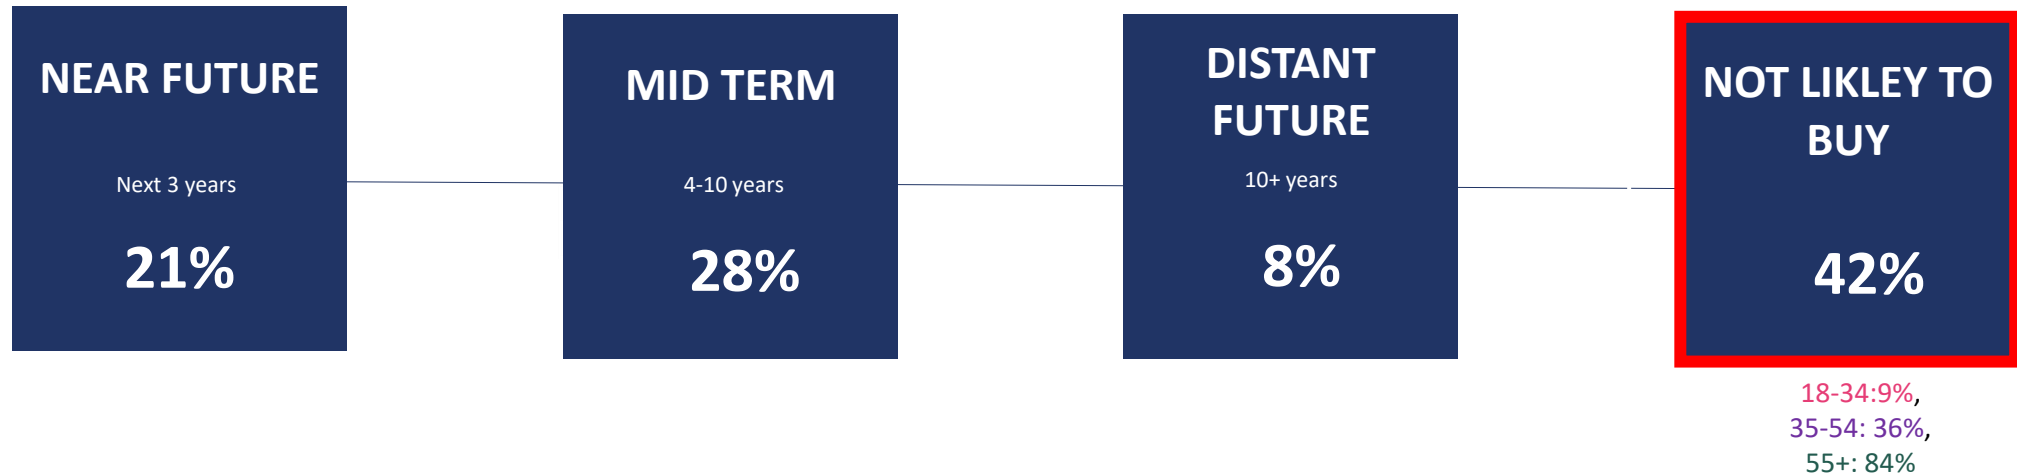 NEAR FUTURE
Next 3 years
21%
MID TERM
4-10 years
28%
DISTANT
FUTURE
10+ years
8%
NOT LIKLEY TO
BUY
42%
18-34:9%,
35-54: 36%,
55+: 84%